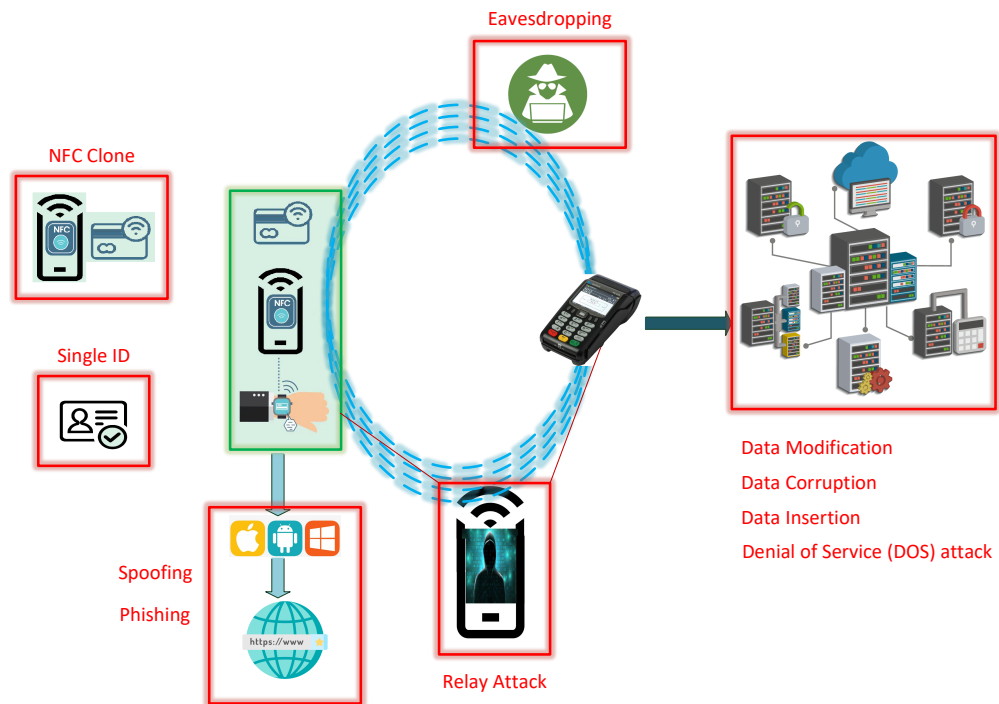 Eavesdropping
NFC Clone
NFC
NFC
Single ID
Data Modification
Data Corruption
Data Insertion
Denial of Service (DOS) attack
Spoofing
Phishing
https://www
Relay Attack